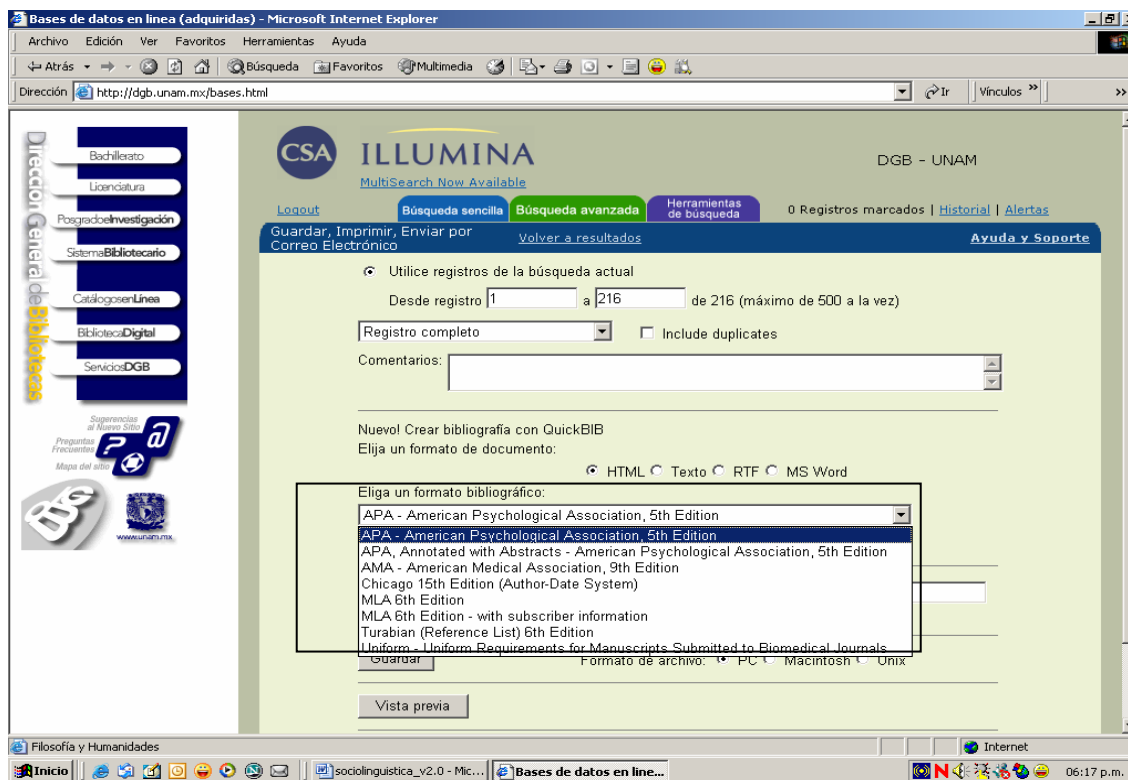 Bases de datos en linea (adquiridas) - Microsoft Internet Explorer
Archivo Edición Ver Favoritos Herramientas Ayuda
Atrás Búsqueda Favoritos Multimedia
Dirección http://dgb.unam.mx/bases.html Ir Vínculos »
Dirección General de Bibliotecas
Bachillerato
Licenciatura
PosgradoeInvestigación
SistemaBibliotecario
CatálogosenLínea
BibliotecaDigital
ServiciosDGB
Sugerencias
al Nuevo Sitio
Preguntas
Frecuentes
Mapa del sitio
www.unam.mx
CSA ILLUMINA
DGB - UNAM
MultiSearch Now Available
Logout Búsqueda sencilla Búsqueda avanzada Herramientas de búsqueda 0 Registros marcados | Historial | Alertas
Guardar, Imprimir, Enviar por
Correo Electrónico
Volver a resultados Ayuda y Soporte
Utilice registros de la búsqueda actual
Desde registro 1 a 216 de 216 (máximo de 500 a la vez)
Registro completo Include duplicates
Comentarios:
Nuevo! Crear bibliografía con QuickBIB
Elija un formato de documento:
HTML Texto RTF MS Word
Eliga un formato bibliográfico:
APA - American Psychological Association, 5th Edition
APA - American Psychological Association, 5th Edition
APA, Annotated with Abstracts - American Psychological Association, 5th Edition
AMA - American Medical Association, 9th Edition
Chicago 15th Edition (Author-Date System)
MLA 6th Edition
MLA 6th Edition - with subscriber information
Turabian (Reference List) 6th Edition
Uniform - Uniform Requirements for Manuscripts Submitted to Biomedical Journals
Guardar Formato de archivo: PC Macintosh Unix
Vista previa
Filosofía y Humanidades Internet
Inicio sociolinguistica_v2.0 - Mic... Bases de datos en line... 06:17 p.m.